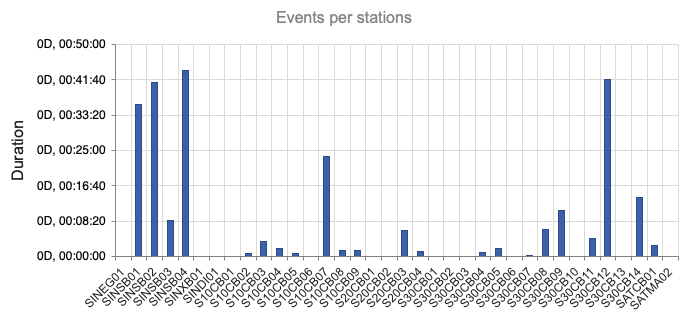 Events per stations
Duration
0D, 00:50:00
0D, 00:41:40
0D, 00:33:20
0D, 00:25:00
0D, 00:16:40
0D, 00:08:20
0D, 00:00:00
SINEG01
SINSB01
SINSB02
SINSB03
SINSB04
SINXB01
SINDI01
S10CB01
S10CB02
S10CB03
S10CB04
S10CB05
S10CB06
S10CB07
S10CB08
S10CB09
S20CB01
S20CB02
S20CB03
S20CB04
S30CB01
S30CB02
S30CB03
S30CB04
S30CB05
S30CB06
S30CB07
S30CB08
S30CB09
S30CB10
S30CB11
S30CB12
S30CB13
S30CB14
SATCB01
SATMA02